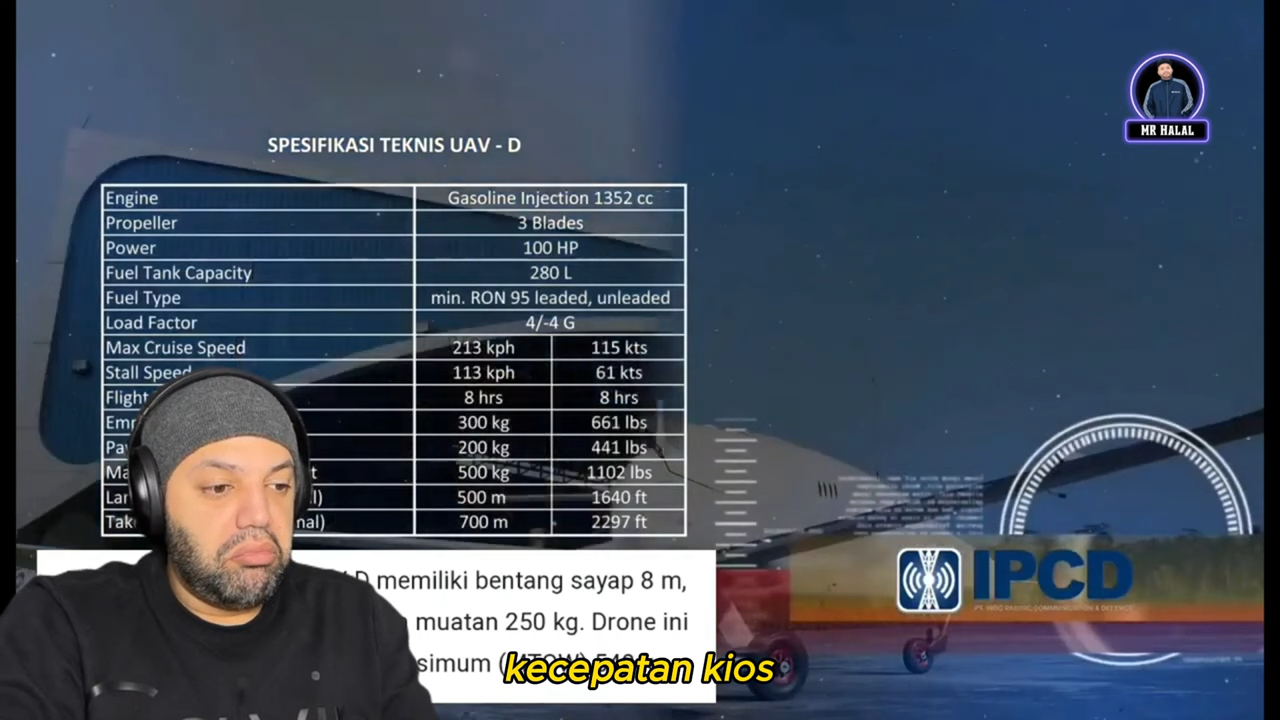 MR HALAL
SPESIFIKASI TEKNIS UAV - D
Engine Gasoline Injection 1352 cc
Propeller 3 Blades
Power 100 HP
Fuel Tank Capacity 280 L
Fuel Type min. RON 95 leaded, unleaded
Load Factor 4/-4 G
Max Cruise Speed 213 kph 115 kts
Stall Speed 113 kph 61 kts
Flight 8 hrs 8 hrs
300 kg 661 lbs
200 kg 441 lbs
500 kg 1102 lbs
500 m 1640 ft
700 m 2297 ft
memiliki bentang sayap 8 m,
muatan 250 kg. Drone ini
kecepatan kios
IPCD